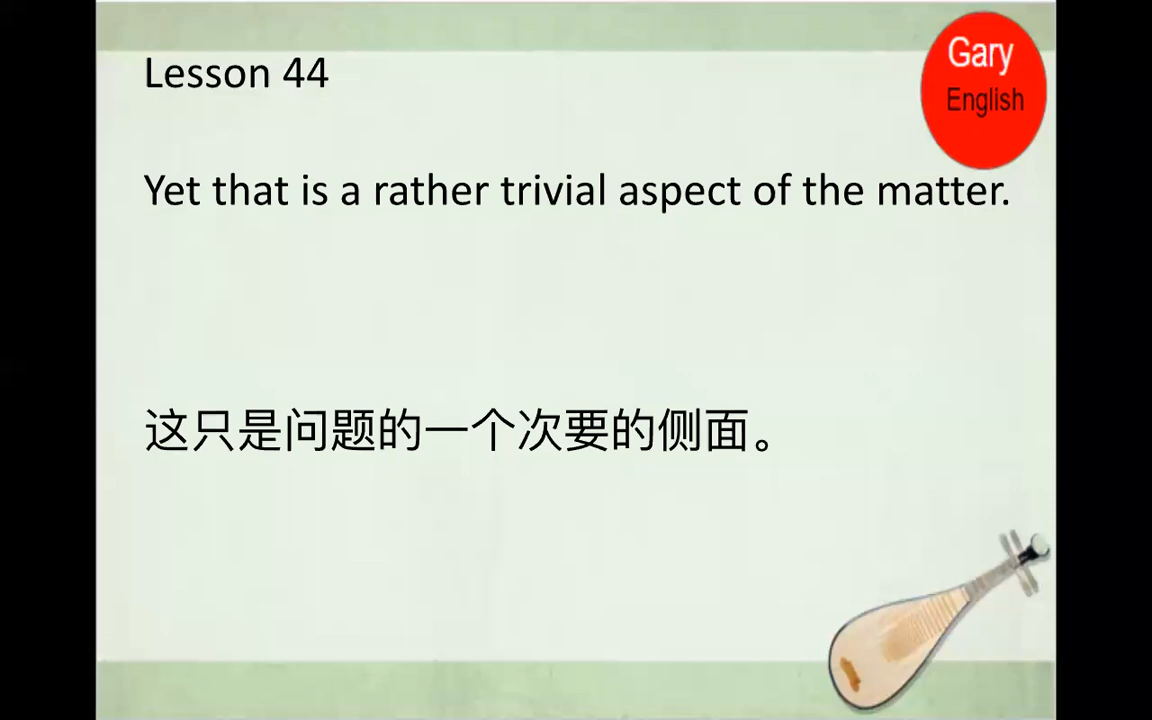 Lesson 44
Gary
English
Yet that is a rather trivial aspect of the matter.
这只是问题的一个次要的侧面。